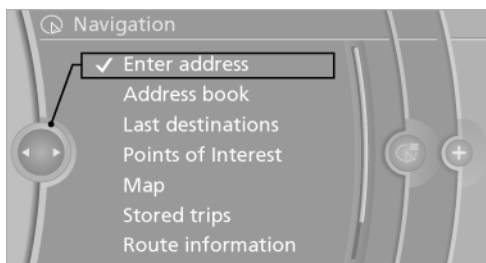 Navigation
Enter address
Address book
Last destinations
Points of Interest
Map
Stored trips
Route information